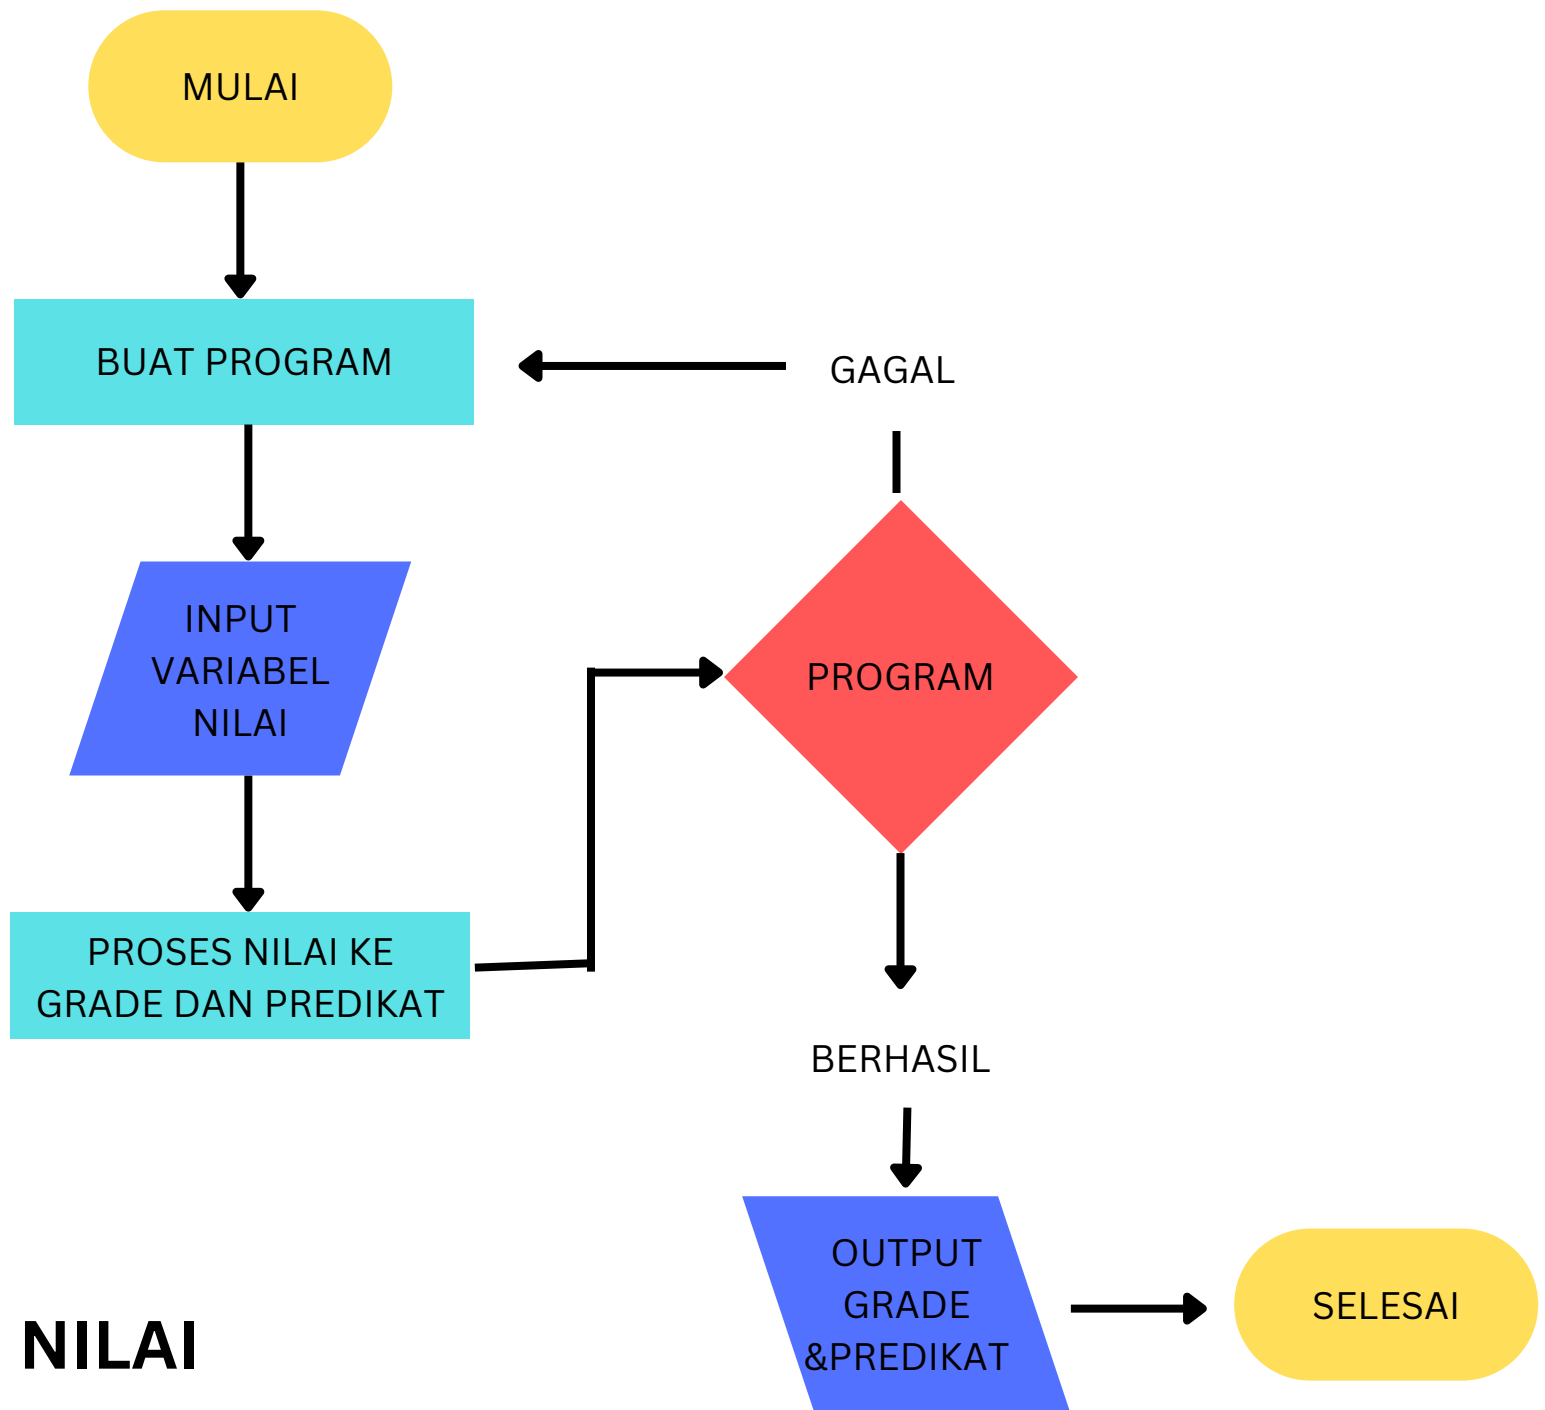 MULAI
BUAT PROGRAM
GAGAL
INPUT
VARIABEL
NILAI
PROGRAM
PROSES NILAI KE
GRADE DAN PREDIKAT
BERHASIL
OUTPUT
GRADE
&PREDIKAT
SELESAI
NILAI